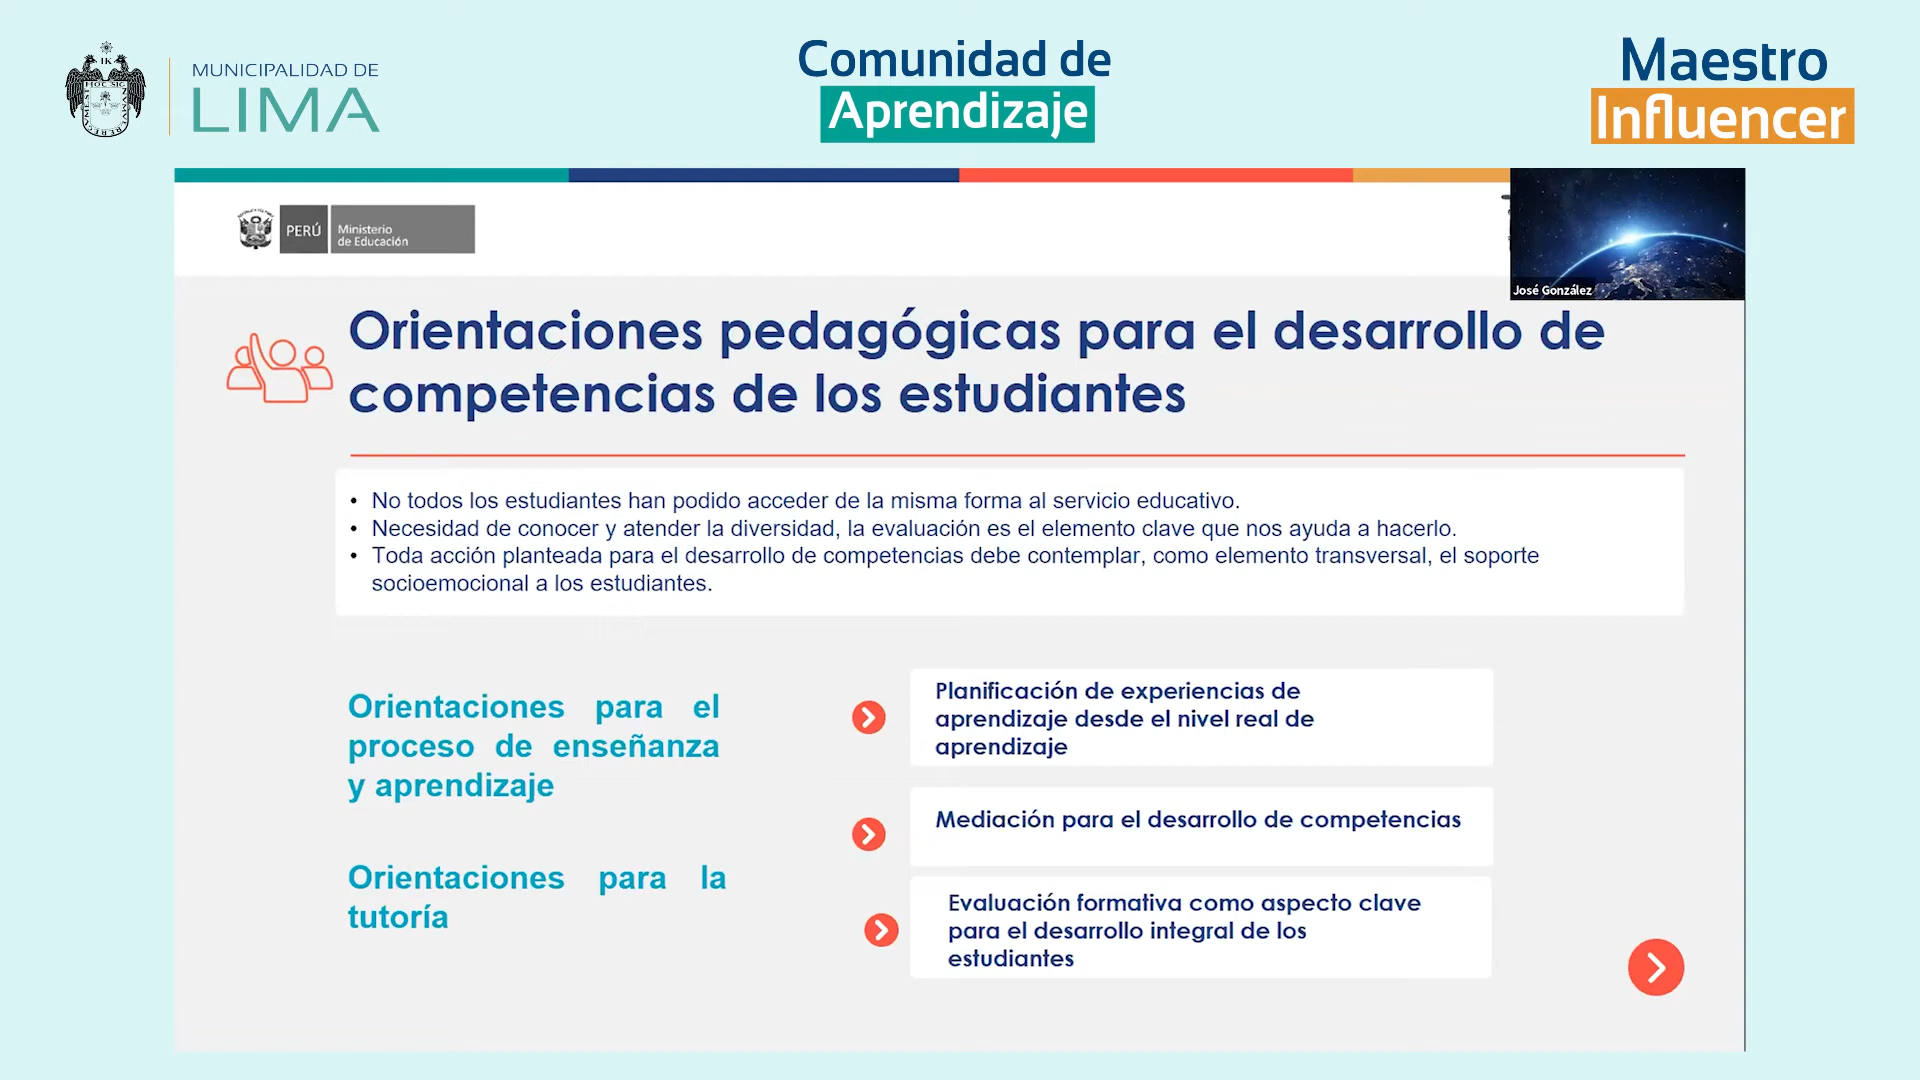 MUNICIPALIDAD DE
LIMA
Comunidad de
Aprendizaje
Maestro
Influencer
PERÚ
Ministerio
de Educación
José González
Orientaciones pedagógicas para el desarrollo de
competencias de los estudiantes
• No todos los estudiantes han podido acceder de la misma forma al servicio educativo.
• Necesidad de conocer y atender la diversidad, la evaluación es el elemento clave que nos ayuda a hacerlo.
• Toda acción planteada para el desarrollo de competencias debe contemplar, como elemento transversal, el soporte
socioemocional a los estudiantes.
Orientaciones para el
proceso de enseñanza
y aprendizaje
Orientaciones para la
tutoría
Planificación de experiencias de
aprendizaje desde el nivel real de
aprendizaje
Mediación para el desarrollo de competencias
Evaluación formativa como aspecto clave
para el desarrollo integral de los
estudiantes